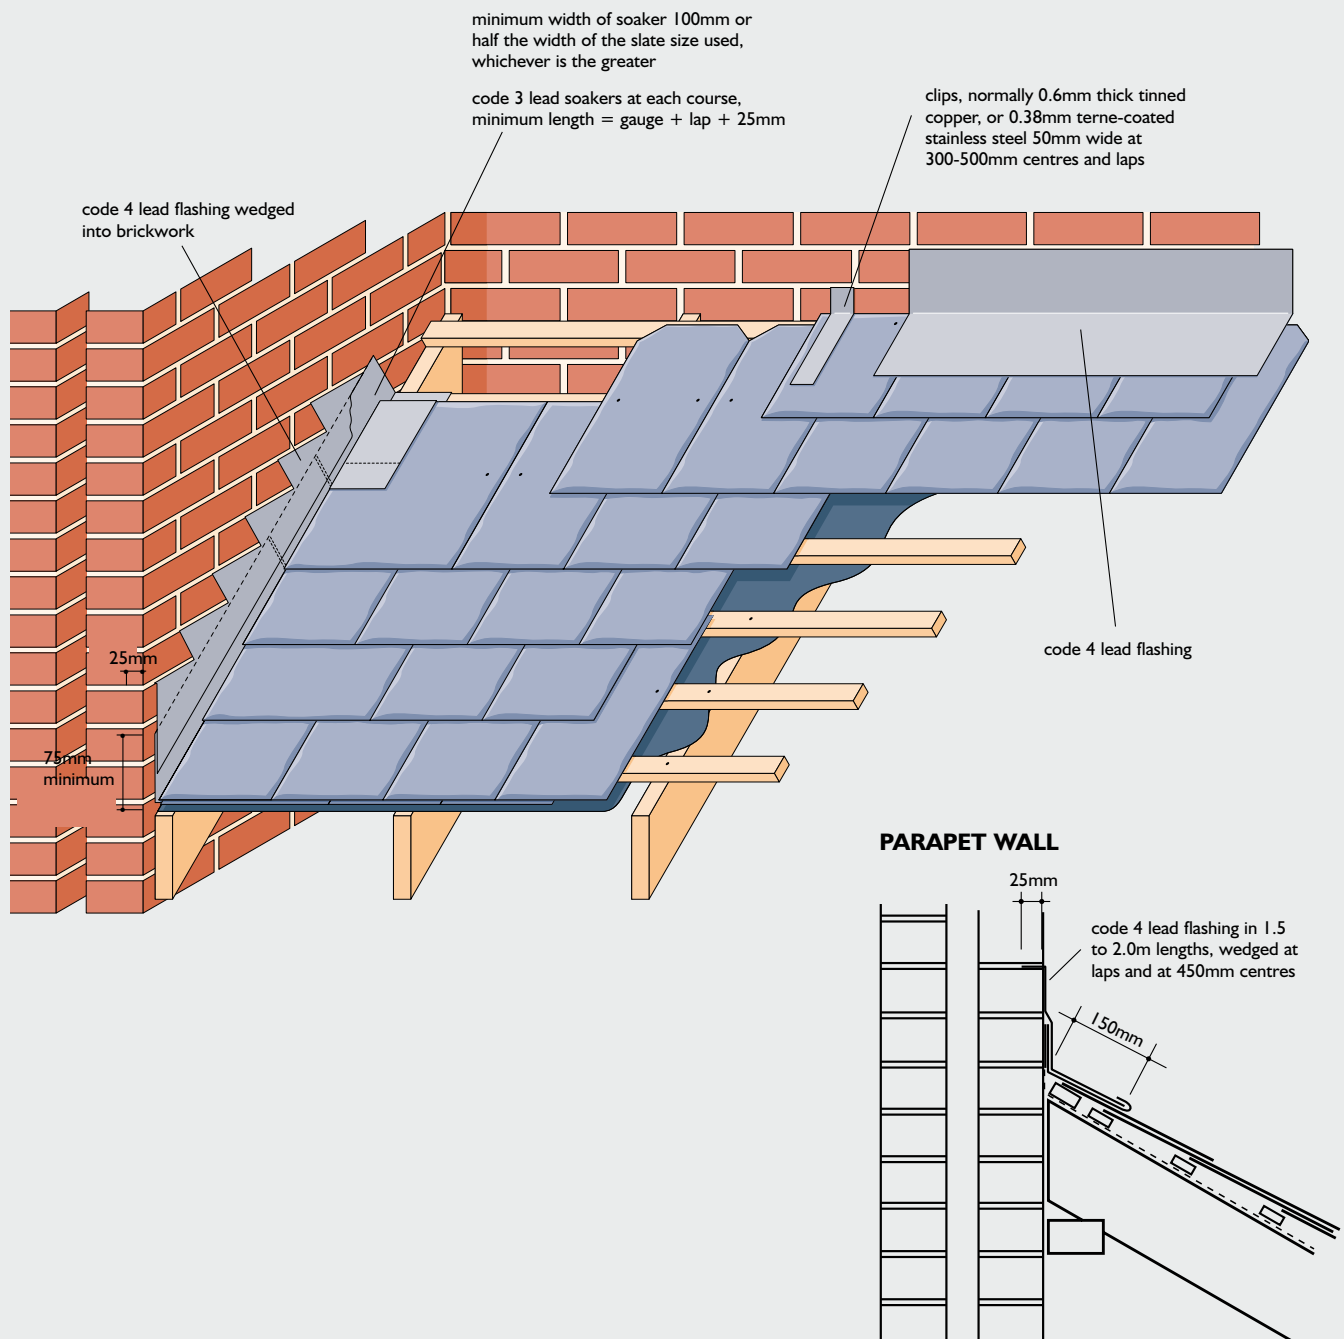 minimum width of soaker 100mm or
half the width of the slate size used,
whichever is the greater
code 3 lead soakers at each course,
minimum length = gauge + lap + 25mm
clips, normally 0.6mm thick tinned
copper, or 0.38mm terne-coated
stainless steel 50mm wide at
300-500mm centres and laps
code 4 lead flashing wedged
into brickwork
code 4 lead flashing
25mm
75mm
minimum
PARAPET WALL
25mm
code 4 lead flashing in 1.5
to 2.0m lengths, wedged at
laps and at 450mm centres
150mm